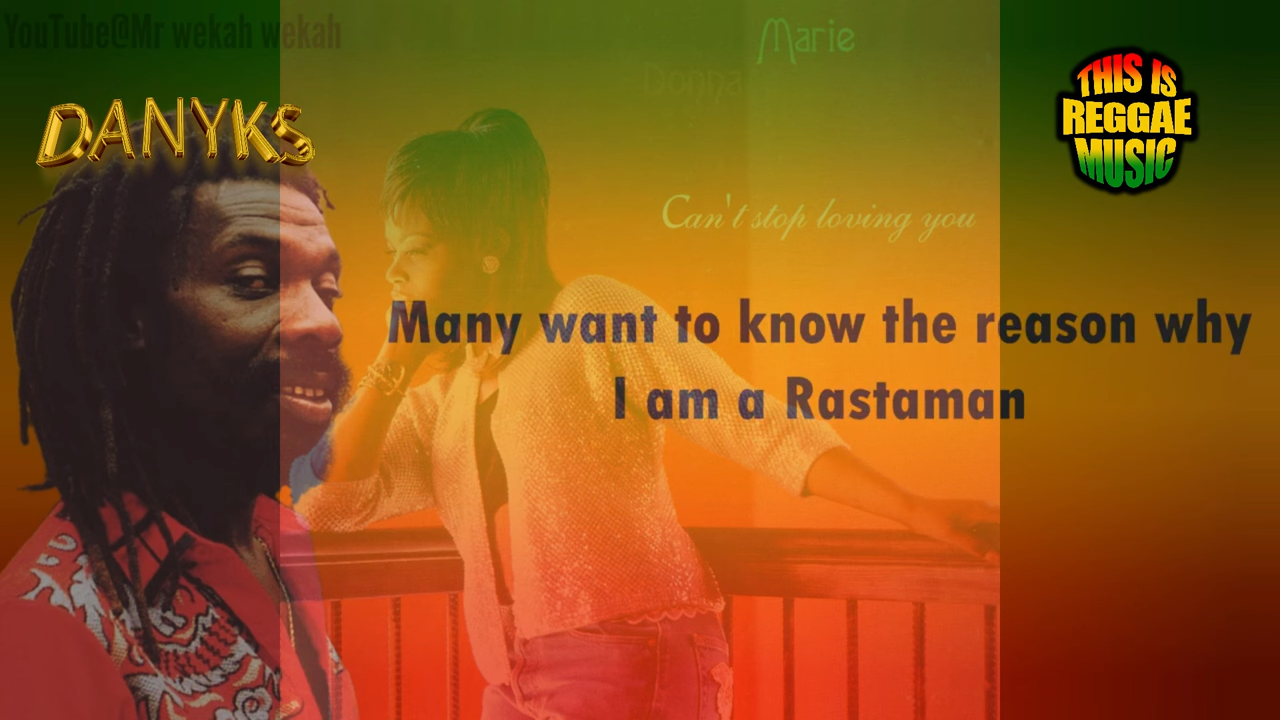 YouTube@Mr wekah wekah
Marie
Donna
DANYKS
THIS IS
REGGAE
MUSIC
Can't stop loving you
Many want to know the reason why
I am a Rastaman